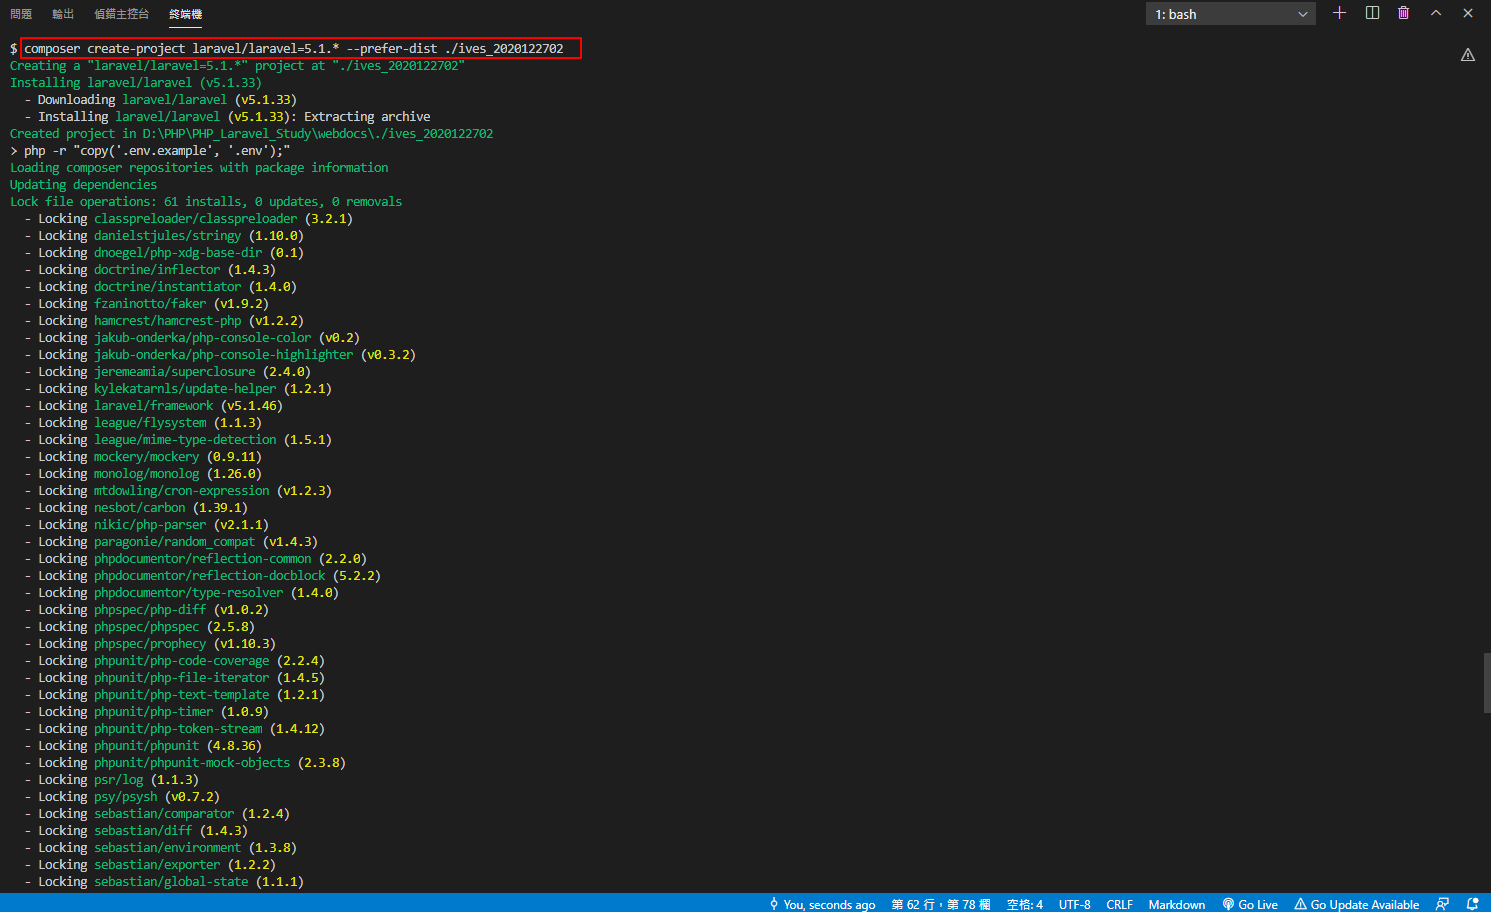 問題 輸出 偵錯主控台 終端機 1: bash
$ composer create-project laravel/laravel=5.1.* --prefer-dist ./ives_2020122702
Creating a "laravel/laravel=5.1.*" project at "./ives_2020122702"
Installing laravel/laravel (v5.1.33)
  - Downloading laravel/laravel (v5.1.33)
  - Installing laravel/laravel (v5.1.33): Extracting archive
Created project in D:\PHP\PHP_Laravel_Study\webdocs\./ives_2020122702
> php -r "copy('.env.example', '.env');"
Loading composer repositories with package information
Updating dependencies
Lock file operations: 61 installs, 0 updates, 0 removals
  - Locking classpreloader/classpreloader (3.2.1)
  - Locking danielstjules/stringy (1.10.0)
  - Locking dnoegel/php-xdg-base-dir (0.1)
  - Locking doctrine/inflector (1.4.3)
  - Locking doctrine/instantiator (1.4.0)
  - Locking fzaninotto/faker (v1.9.2)
  - Locking hamcrest/hamcrest-php (v1.2.2)
  - Locking jakub-onderka/php-console-color (v0.2)
  - Locking jakub-onderka/php-console-highlighter (v0.3.2)
  - Locking jeremeamia/superclosure (2.4.0)
  - Locking kylekatarnls/update-helper (1.2.1)
  - Locking laravel/framework (v5.1.46)
  - Locking league/flysystem (1.1.3)
  - Locking league/mime-type-detection (1.5.1)
  - Locking mockery/mockery (0.9.11)
  - Locking monolog/monolog (1.26.0)
  - Locking mtdowling/cron-expression (v1.2.3)
  - Locking nesbot/carbon (1.39.1)
  - Locking nikic/php-parser (v2.1.1)
  - Locking paragonie/random_compat (v1.4.3)
  - Locking phpdocumentor/reflection-common (2.2.0)
  - Locking phpdocumentor/reflection-docblock (5.2.2)
  - Locking phpdocumentor/type-resolver (1.4.0)
  - Locking phpspec/php-diff (v1.0.2)
  - Locking phpspec/phpspec (2.5.8)
  - Locking phpspec/prophecy (v1.10.3)
  - Locking phpunit/php-code-coverage (2.2.4)
  - Locking phpunit/php-file-iterator (1.4.5)
  - Locking phpunit/php-text-template (1.2.1)
  - Locking phpunit/php-timer (1.0.9)
  - Locking phpunit/php-token-stream (1.4.12)
  - Locking phpunit/phpunit (4.8.36)
  - Locking phpunit/phpunit-mock-objects (2.3.8)
  - Locking psr/log (1.1.3)
  - Locking psy/psysh (v0.7.2)
  - Locking sebastian/comparator (1.2.4)
  - Locking sebastian/diff (1.4.3)
  - Locking sebastian/environment (1.3.8)
  - Locking sebastian/exporter (1.2.2)
  - Locking sebastian/global-state (1.1.1)
You, seconds ago 第 62 行，第 78 欄 空格: 4 UTF-8 CRLF Markdown Go Live Go Update Available